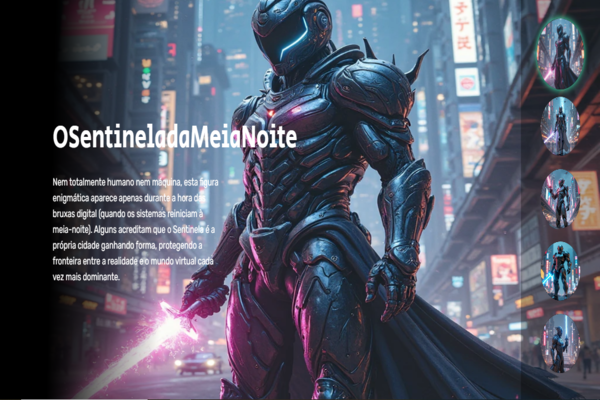 OSentineladaMeiaNoite
Nem totalmente humano nem máquina, esta figura
enigmática aparece apenas durante a hora das
bruxas digital (quando os sistemas reiniciam à
meia-noite). Alguns acreditam que o Sentinela é a
própria cidade ganhando forma, protegendo a
fronteira entre a realidade e o mundo virtual cada
vez mais dominante.